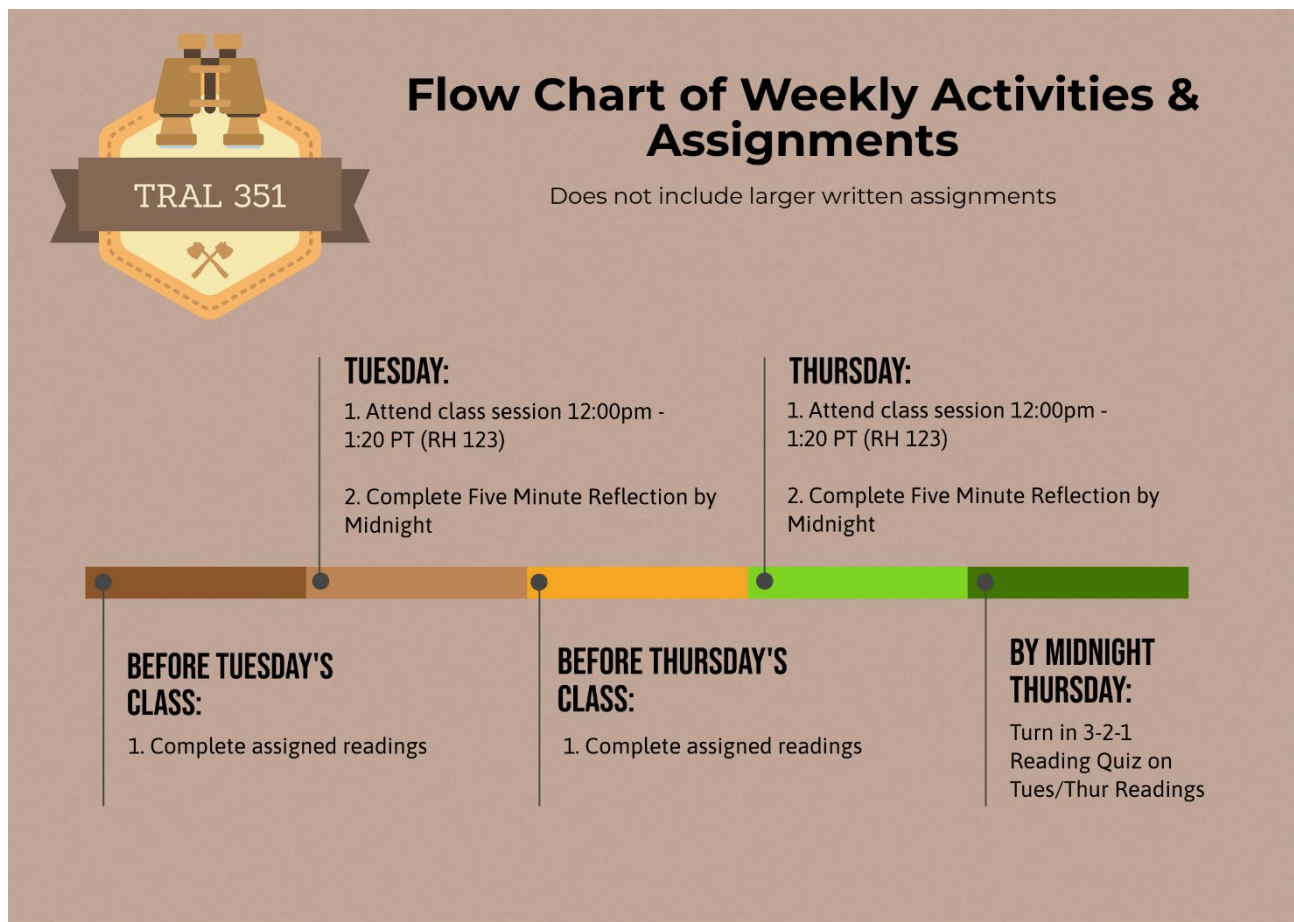 TRAL 351
Flow Chart of Weekly Activities &
Assignments
Does not include larger written assignments
TUESDAY:
1. Attend class session 12:00pm -
1:20 PT (RH 123)
2. Complete Five Minute Reflection by
Midnight
THURSDAY:
1. Attend class session 12:00pm -
1:20 PT (RH 123)
2. Complete Five Minute Reflection by
Midnight
BEFORE TUESDAY'S
CLASS:
1. Complete assigned readings
BEFORE THURSDAY'S
CLASS:
1. Complete assigned readings
BY MIDNIGHT
THURSDAY:
Turn in 3-2-1
Reading Quiz on
Tues/Thur Readings